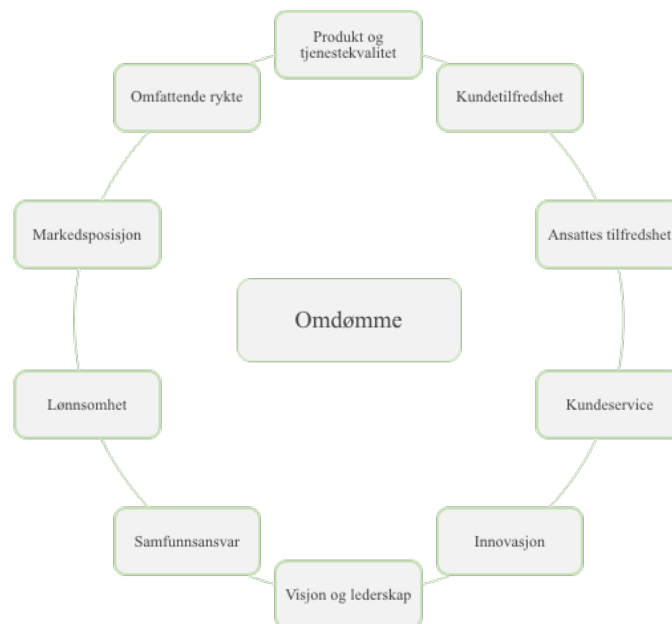 Produkt og
tjenestekvalitet
Kundetilfredshet
Ansattes tilfredshet
Kundeservice
Innovasjon
Visjon og lederskap
Samfunnsansvar
Lønnsomhet
Markedsposisjon
Omfattende rykte
Omdømme